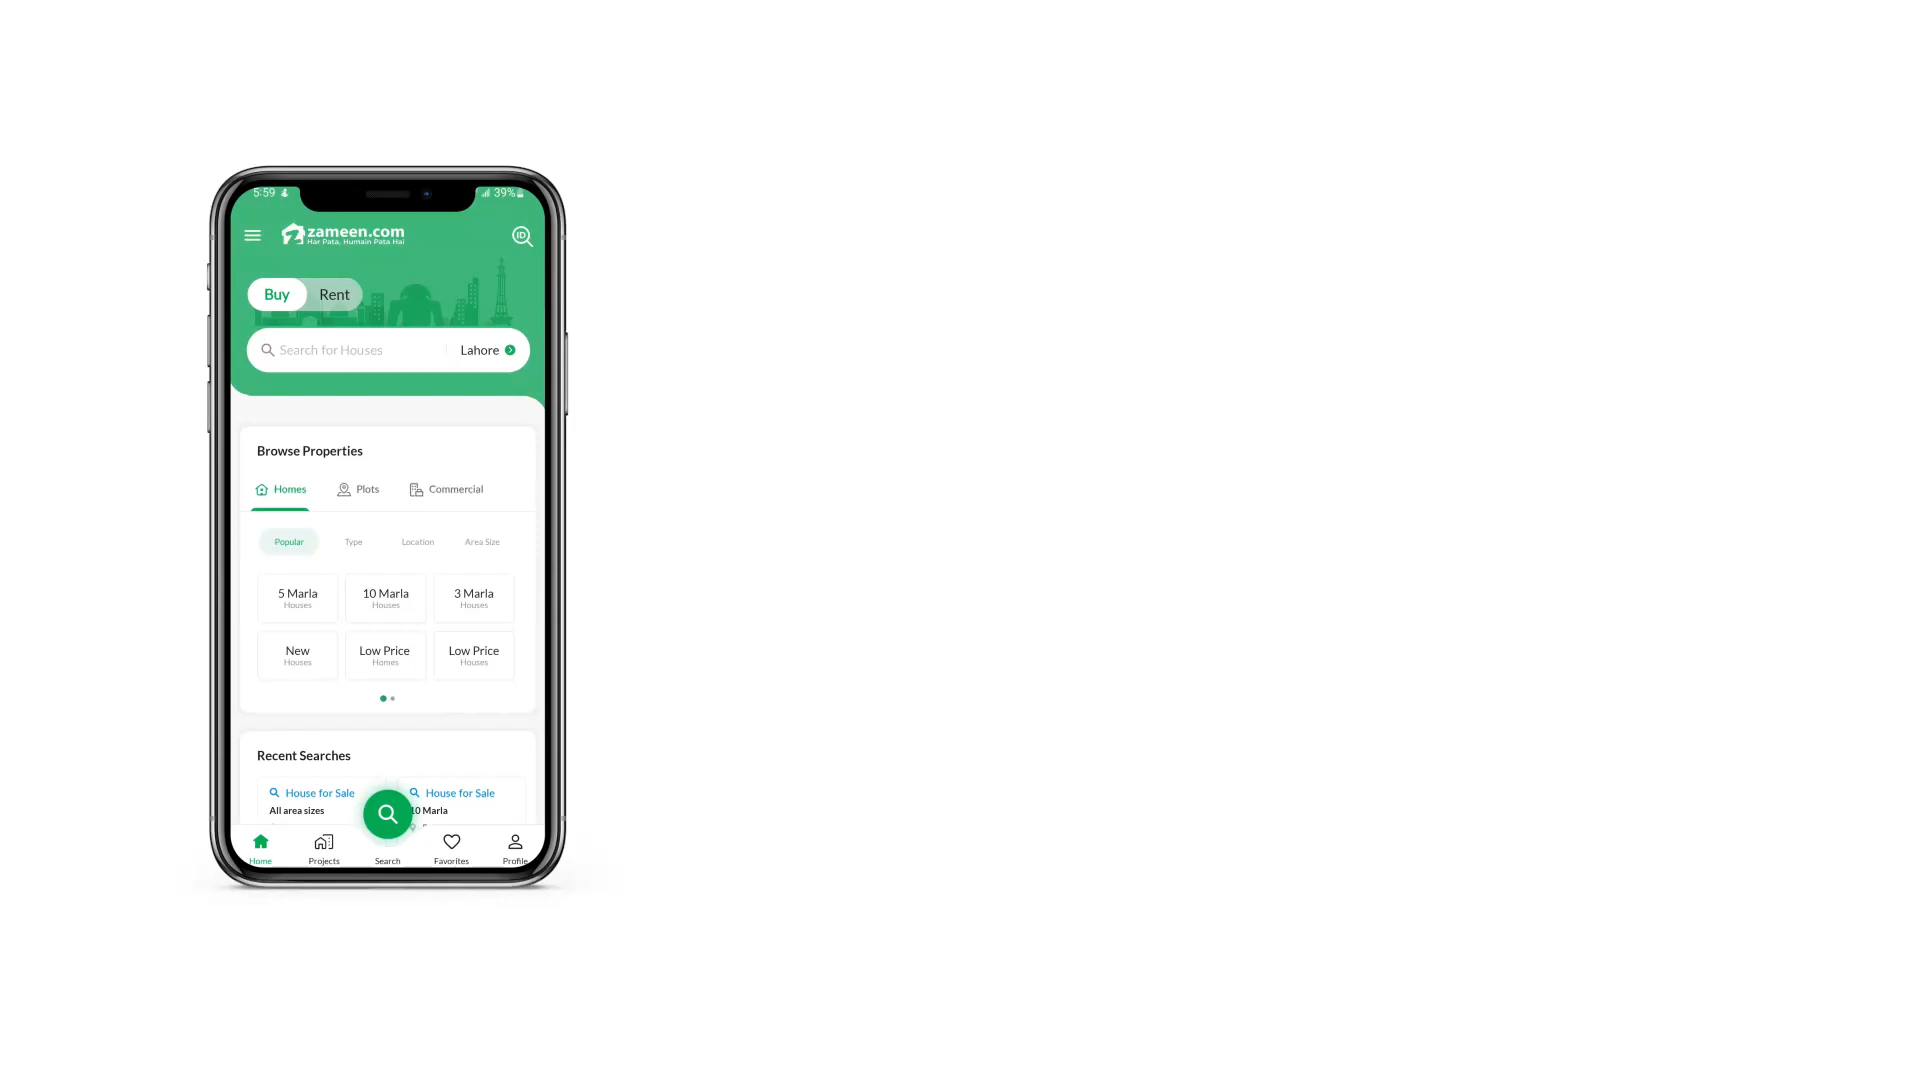 5:59
39%
zameen.com
Har Pata, Humain Pata Hai
ID
Buy Rent
Search for Houses Lahore
Browse Properties
Homes Plots Commercial
Popular Type Location Area Size
5 Marla 10 Marla 3 Marla
Houses Houses Houses
New Low Price Low Price
Houses Homes Houses
Recent Searches
House for Sale House for Sale
All area sizes 10 Marla
Home Projects Search Favorites Profile